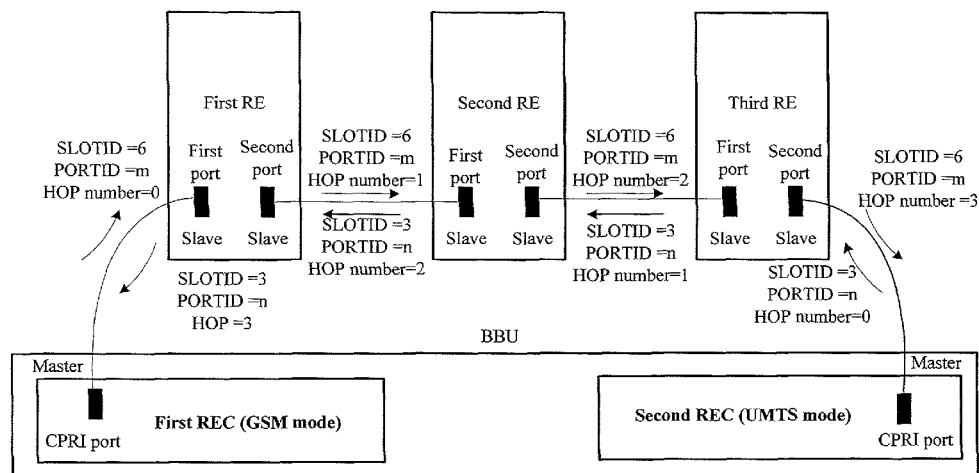 First RE
Second RE
Third RE
SLOTID =6
PORTID =m
HOP number=0
First
port
Second
port
SLOTID =6
PORTID =m
HOP number=1
First
port
Second
port
SLOTID =6
PORTID =m
HOP number=2
First
port
Second
port
SLOTID =6
PORTID =m
HOP number =3
Slave
Slave
SLOTID =3
PORTID =n
HOP number=2
Slave
Slave
SLOTID =3
PORTID =n
HOP number=1
Slave
Slave
SLOTID =3
PORTID =n
HOP =3
SLOTID =3
PORTID =n
HOP number=0
BBU
Master
Master
First REC (GSM mode)
Second REC (UMTS mode)
CPRI port
CPRI port